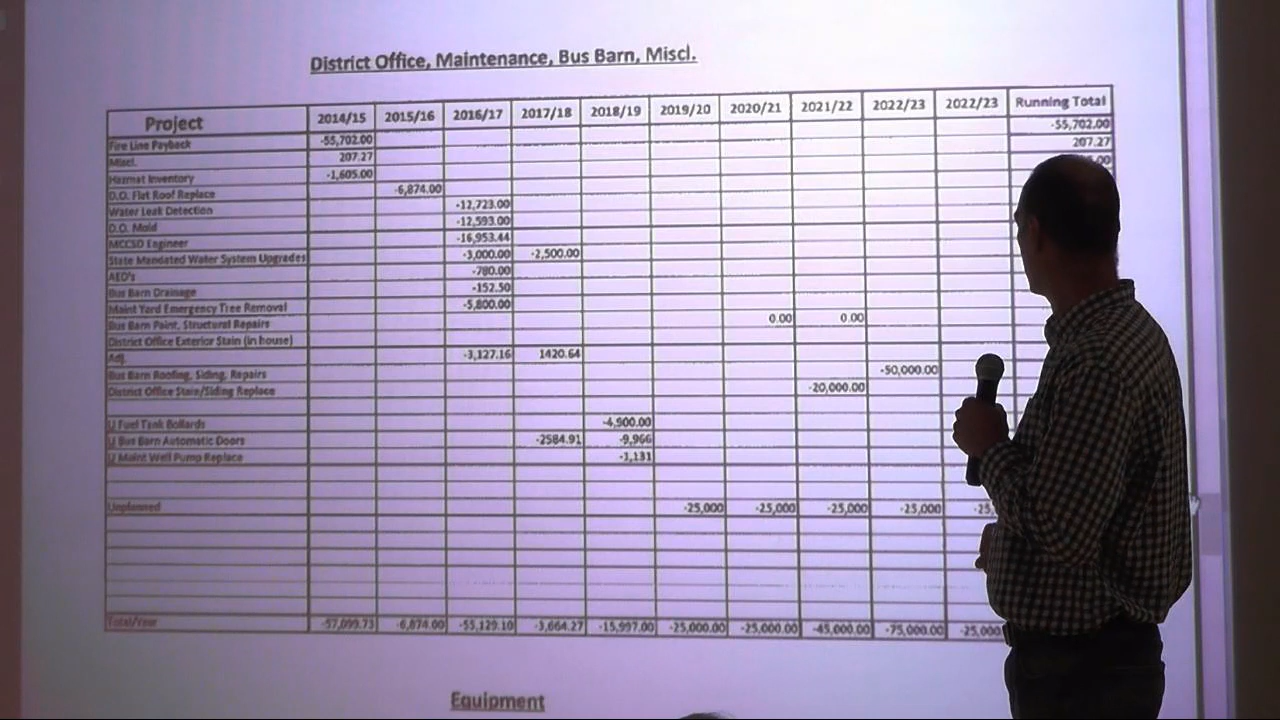 District Office, Maintenance, Bus Barn, Miscl.
Project 2014/15 2015/16 2016/17 2017/18 2018/19 2019/20 2020/21 2021/22 2022/23 2022/23 Running Total
Fire Line Payback -55,702.00 -55,702.00
Miscl. 207.27 207.27
Hazmat Inventory -1,605.00
D.O. Flat Roof Replace -6,874.00
Water Leak Detection -12,723.00
D.O. Mold -12,593.00
MCCSD Engineer -16,953.44
State Mandated Water System Upgrades -3,000.00 -2,500.00
AED's -780.00
Bus Barn Drainage -152.50
Maint Yard Emergency Tree Removal -5,800.00
Bus Barn Paint, Structural Repairs 0.00 0.00
District Office Exterior Stain (in house)
Adj. -3,127.16 1420.64
Bus Barn Roofing, Siding, Repairs -50,000.00
District Office Stain/Siding Replace -20,000.00
U Fuel Tank Bollards -4,900.00
U Bus Barn Automatic Doors -2584.91 -9,966
U Maint Well Pump Replace -1,131
Unplanned -25,000 -25,000 -25,000 -25,000 -25,
Total/Year -57,099.73 -6,874.00 -55,129.10 -3,664.27 -15,997.00 -25,000.00 -25,000.00 -45,000.00 -75,000.00 -25,000
Equipment